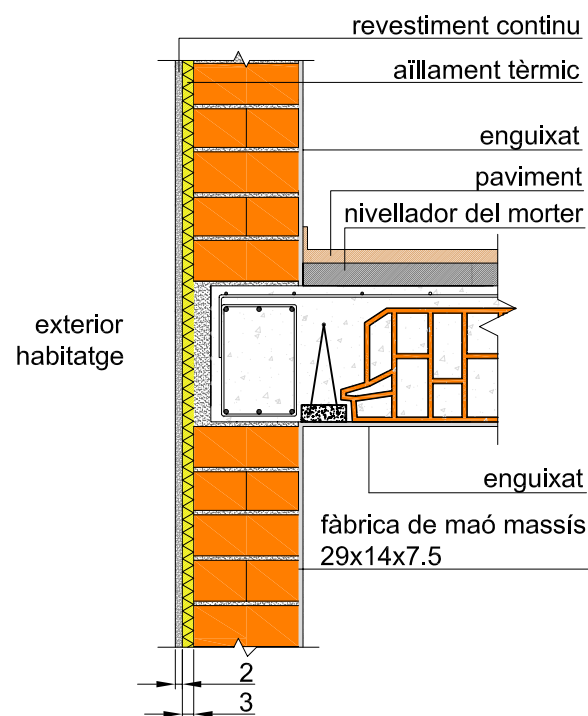 revestiment continu
aïllament tèrmic
enguixat
paviment
nivellador del morter
exterior
habitatge
enguixat
fàbrica de maó massís
29x14x7.5
2
3